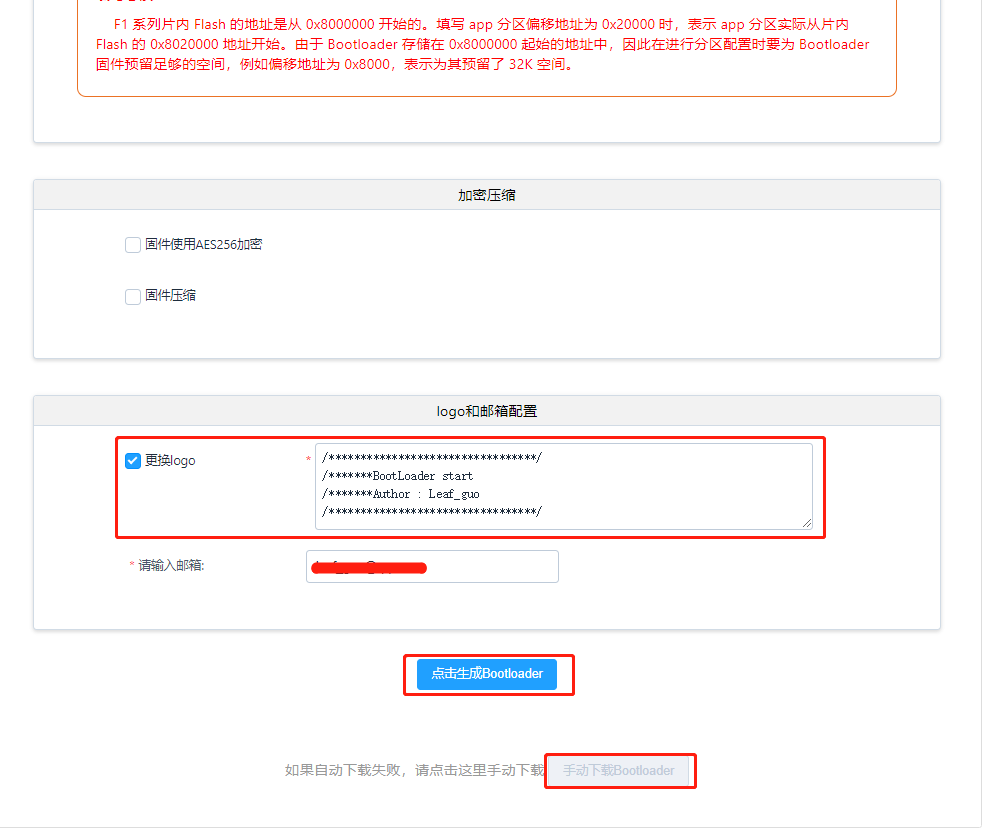 F1 系列片内 Flash 的地址是从 0x8000000 开始的。填写 app 分区偏移地址为 0x20000 时，表示 app 分区实际从片内
Flash 的 0x8020000 地址开始。由于 Bootloader 存储在 0x8000000 起始的地址中，因此在进行分区配置时要为 Bootloader
固件预留足够的空间，例如偏移地址为 0x8000，表示为其预留了 32K 空间。
加密压缩
固件使用AES256加密
固件压缩
logo和邮箱配置
更换logo
* /*********************************/
/*******BootLoader start
/*******Author : Leaf_guo
/*********************************/
* 请输入邮箱:
点击生成Bootloader
如果自动下载失败，请点击这里手动下载 手动下载Bootloader